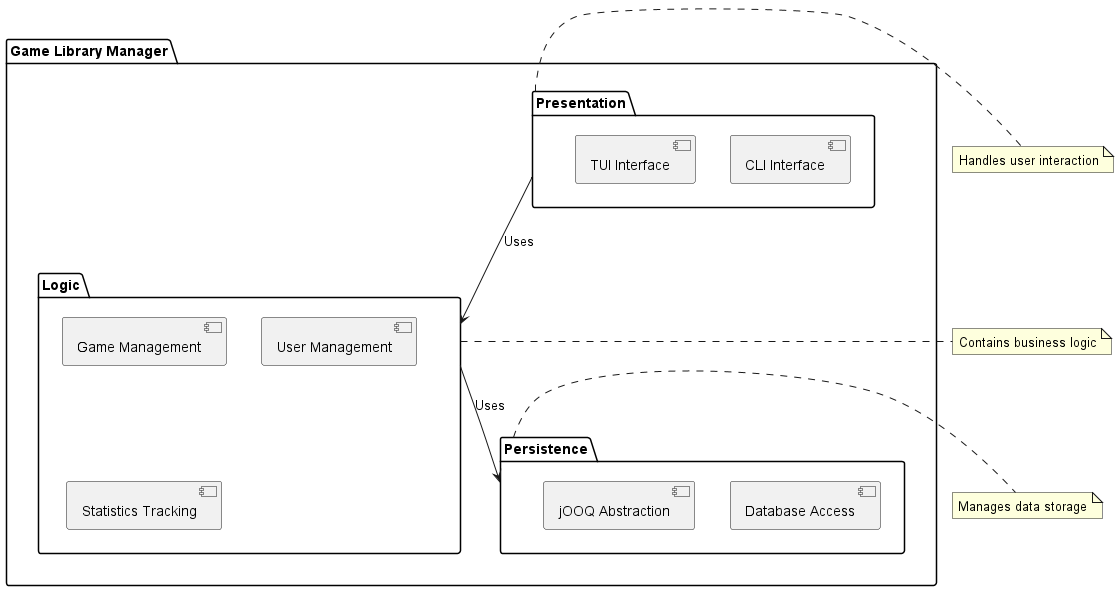 Game Library Manager
Presentation
TUI Interface
CLI Interface
Handles user interaction
Uses
Logic
Game Management
User Management
Contains business logic
Uses
Persistence
Statistics Tracking
jOOQ Abstraction
Database Access
Manages data storage